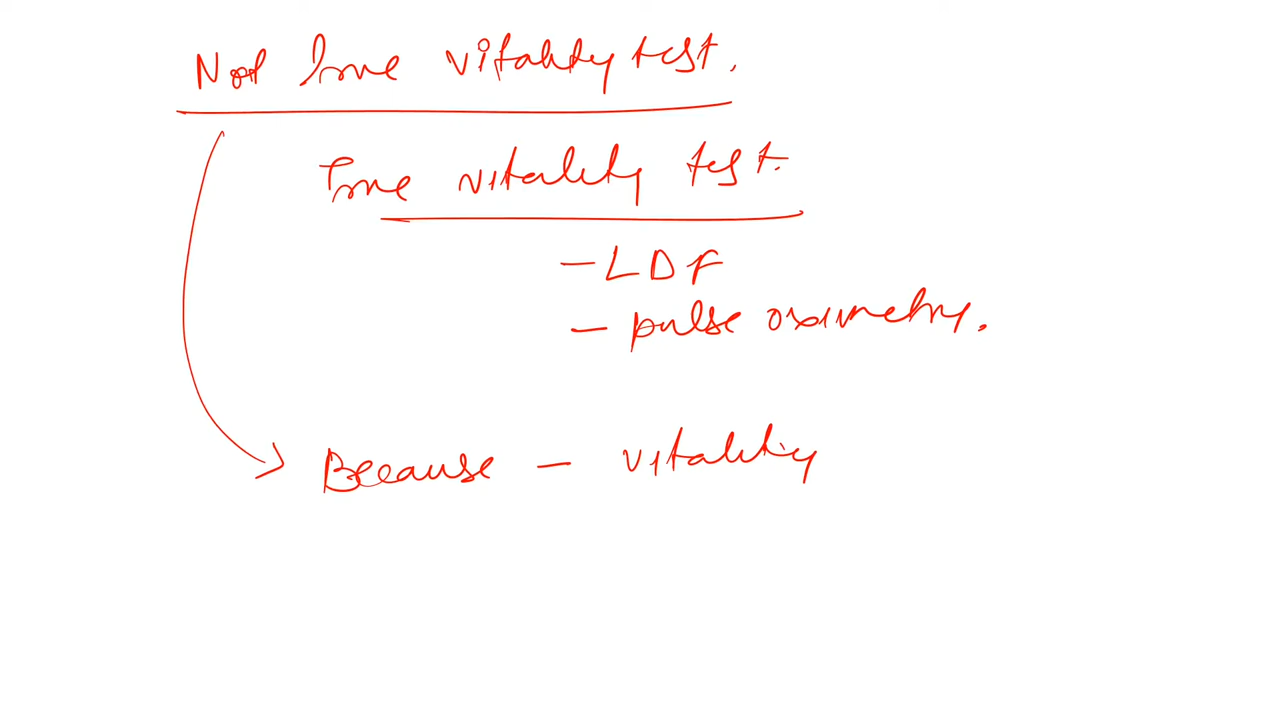 Not true vitality test.
True vitality test.
- LDF
- pulse oximetry.
Because - vitality